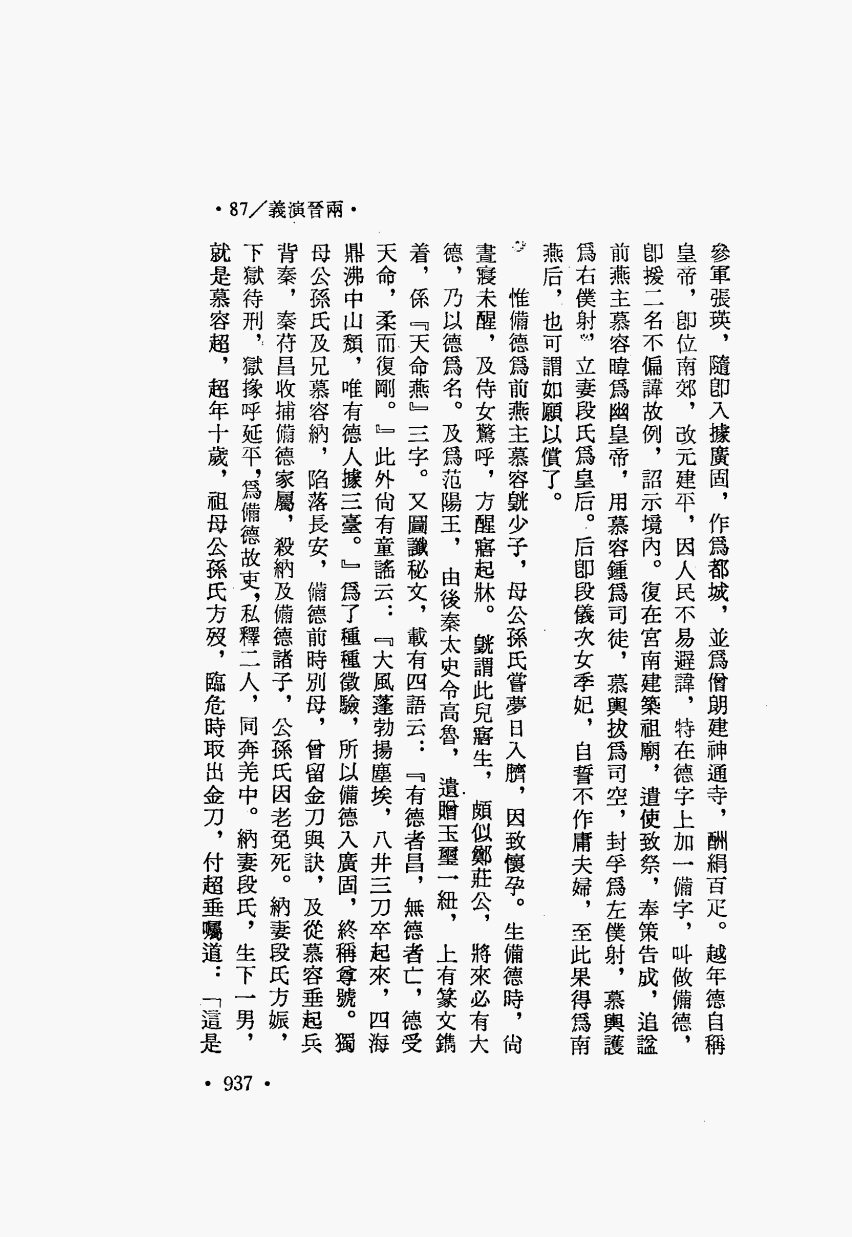 •87／義演晉兩•
參軍張瑛，隨卽入據廣固，作爲都城，並爲僧朗建神通寺，酬絹百疋。越年德自稱
皇帝，卽位南郊，改元建平，因人民不易避諱，特在德字上加一備字，叫做備德，
卽援二名不偏諱故例，詔示境內。復在宮南建築祖廟，遣使致祭，奉策告成，追諡
前燕主慕容暐爲幽皇帝，用慕容鍾爲司徒，慕輿拔爲司空，封孚爲左僕射，慕輿護
爲右僕射，立妻段氏爲皇后。后卽段儀次女季妃，自誓不作庸夫婦，至此果得爲南
燕后，也可謂如願以償了。
惟備德爲前燕主慕容皝少子，母公孫氏嘗夢日入臍，因致懷孕。生備德時，尙
晝寢未醒，及侍女驚呼，方醒寤起牀。皝謂此兒寤生，頗似鄭莊公，將來必有大
德，乃以德爲名。及爲范陽王，由後秦太史令高魯，遺贈玉璽一紐，上有篆文鐫
着，係『天命燕』三字。又圖讖秘文，載有四語云：『有德者昌，無德者亡，德受
天命，柔而復剛。』此外尙有童謠云：『大風蓬勃揚塵埃，八井三刀卒起來，四海
鼎沸中山頹，唯有德人據三臺。』爲了種種徵驗，所以備德入廣固，終稱尊號。獨
母公孫氏及兄慕容納，陷落長安，備德前時別母，曾留金刀與訣，及從慕容垂起兵
背秦，秦苻昌收捕備德家屬，殺納及備德諸子，公孫氏因老免死。納妻段氏方娠，
下獄待刑，獄掾呼延平，爲備德故吏，私釋二人，同奔羌中。納妻段氏，生下一男，
就是慕容超，超年十歲，祖母公孫氏方歿，臨危時取出金刀，付超垂囑道：「這是
•937•